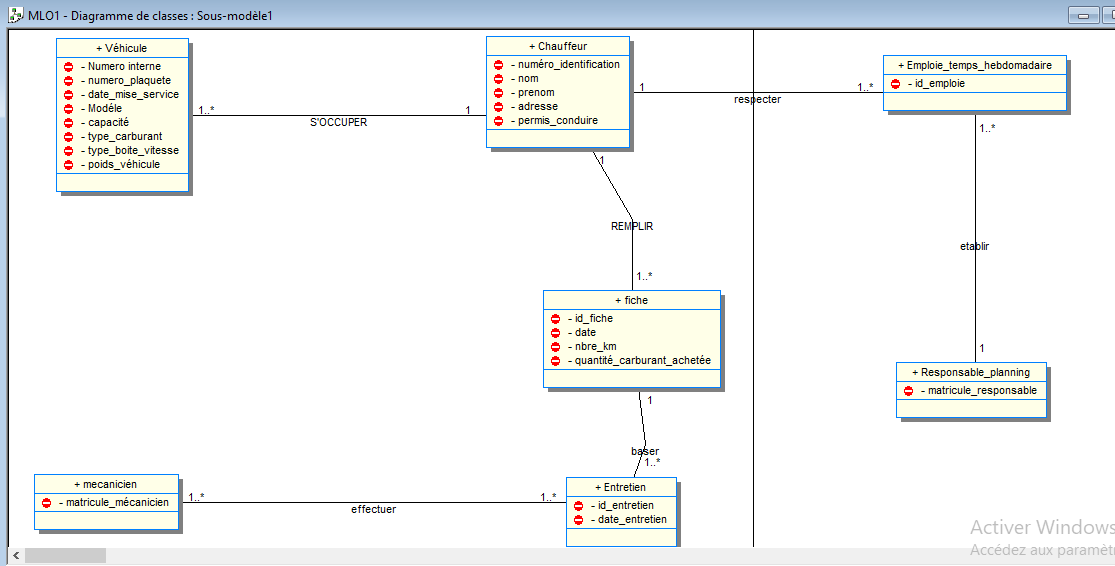 MLO1 - Diagramme de classes : Sous-modèle1
+ Véhicule
- Numero interne
- numero_plaquete
- date_mise_service
- Modèle
- capacité
- type_carburant
- type_boite_vitesse
- poids_véhicule
1..*
S'OCCUPER
1
+ Chauffeur
- numéro_identification
- nom
- prenom
- adresse
- permis_conduire
1
respecter
1..*
+ Emploie_temps_hebdomadaire
- id_emploie
1..*
etablir
1
+ Responsable_planning
- matricule_responsable
1
REMPLIR
1..*
+ fiche
- id_fiche
- date
- nbre_km
- quantité_carburant_achetée
1
baser
1..*
+ mecanicien
- matricule_mécanicien
1..*
effectuer
1..*
+ Entretien
- id_entretien
- date_entretien
Activer Windows
Accédez aux paramèt